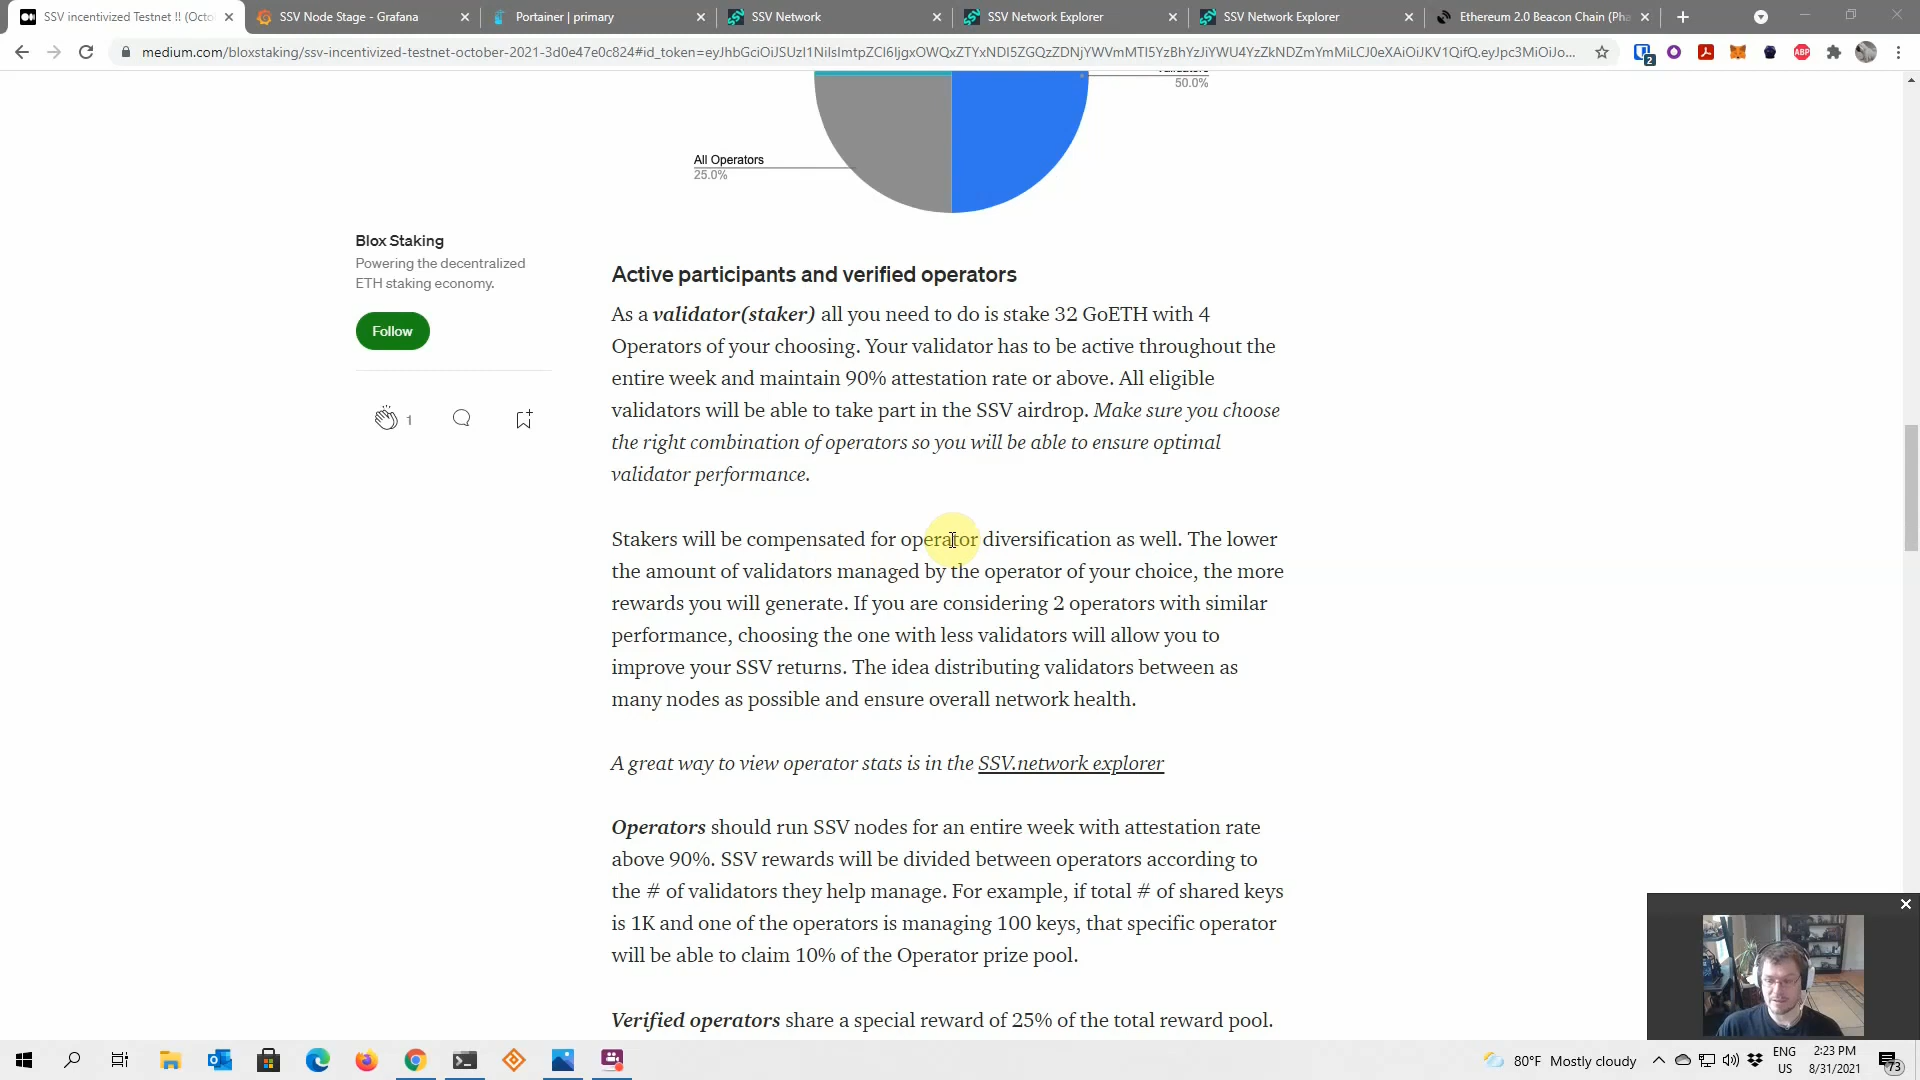 SSV incentivized Testnet !! (Octo
SSV Node Stage - Grafana
Portainer | primary
SSV Network
SSV Network Explorer
SSV Network Explorer
Ethereum 2.0 Beacon Chain (Pha
50.0%
All Operators
25.0%
Blox Staking
Powering the decentralized
ETH staking economy.
Follow
1
Active participants and verified operators
As a validator(staker) all you need to do is stake 32 GoETH with 4
Operators of your choosing. Your validator has to be active throughout the
entire week and maintain 90% attestation rate or above. All eligible
validators will be able to take part in the SSV airdrop. Make sure you choose
the right combination of operators so you will be able to ensure optimal
validator performance.
Stakers will be compensated for operator diversification as well. The lower
the amount of validators managed by the operator of your choice, the more
rewards you will generate. If you are considering 2 operators with similar
performance, choosing the one with less validators will allow you to
improve your SSV returns. The idea distributing validators between as
many nodes as possible and ensure overall network health.
A great way to view operator stats is in the SSV.network explorer
Operators should run SSV nodes for an entire week with attestation rate
above 90%. SSV rewards will be divided between operators according to
the # of validators they help manage. For example, if total # of shared keys
is 1K and one of the operators is managing 100 keys, that specific operator
will be able to claim 10% of the Operator prize pool.
Verified operators share a special reward of 25% of the total reward pool.
80°F Mostly cloudy
ENG
US
2:23 PM
8/31/2021
73
2
ABP